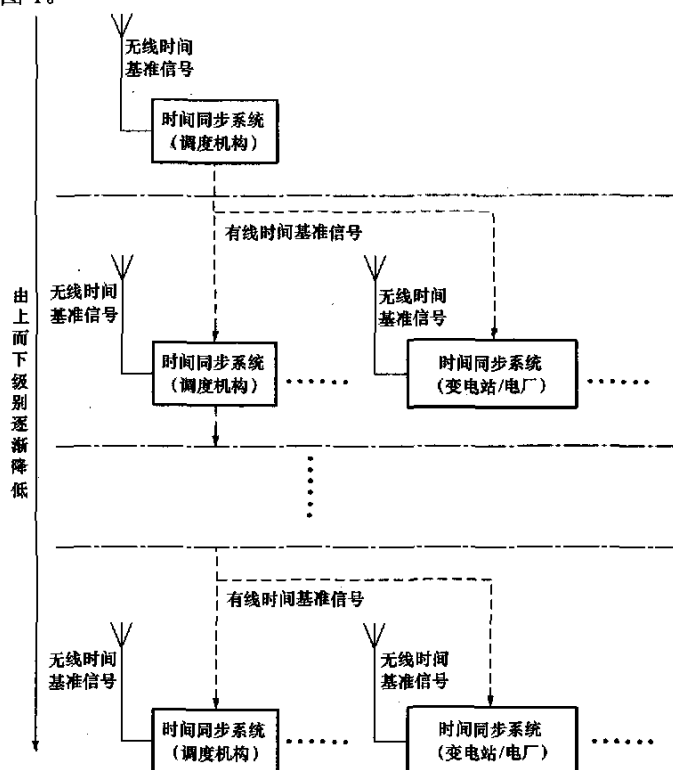 图1。
无线时间
基准信号
时间同步系统
(调度机构)
有线时间基准信号
无线时间
基准信号
无线时间
基准信号
时间同步系统
(调度机构)
······
时间同步系统
(变电站/电厂)
······
由上而下级别逐渐降低
有线时间基准信号
无线时间
基准信号
无线时间
基准信号
时间同步系统
(调度机构)
······
时间同步系统
(变电站/电厂)
······